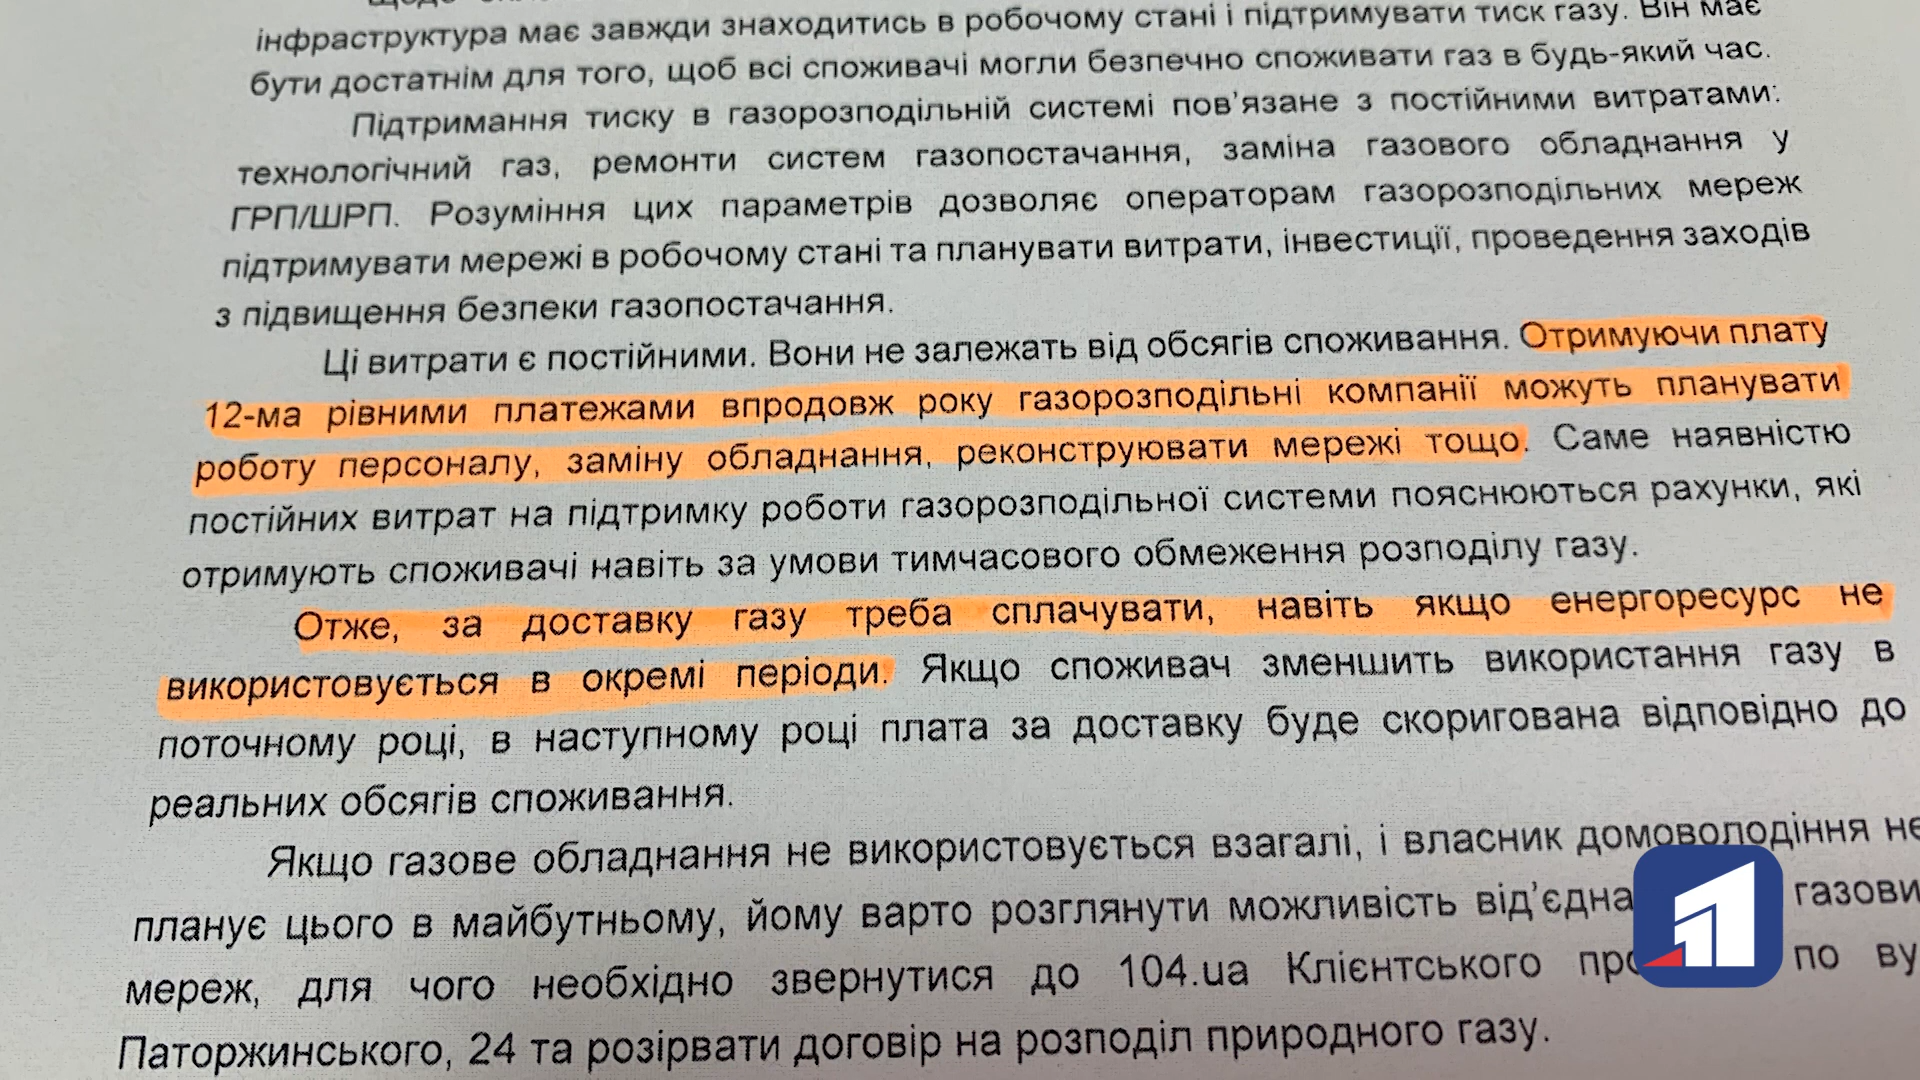 інфраструктура має завжди знаходитись в робочому стані і підтримувати тиск газу. Він має
бути достатнім для того, щоб всі споживачі могли безпечно споживати газ в будь-який час.
Підтримання тиску в газорозподільній системі пов’язане з постійними витратами:
технологічний газ, ремонти систем газопостачання, заміна газового обладнання у
ГРП/ШРП. Розуміння цих параметрів дозволяє операторам газорозподільних мереж
підтримувати мережі в робочому стані та планувати витрати, інвестиції, проведення заходів
з підвищення безпеки газопостачання.
Ці витрати є постійними. Вони не залежать від обсягів споживання. Отримуючи плату
12-ма рівними платежами впродовж року газорозподільні компанії можуть планувати
роботу персоналу, заміну обладнання, реконструювати мережі тощо. Саме наявністю
постійних витрат на підтримку роботи газорозподільної системи пояснюються рахунки, які
отримують споживачі навіть за умови тимчасового обмеження розподілу газу.
Отже, за доставку газу треба сплачувати, навіть якщо енергоресурс не
використовується в окремі періоди. Якщо споживач зменшить використання газу в
поточному році, в наступному році плата за доставку буде скоригована відповідно до
реальних обсягів споживання.
Якщо газове обладнання не використовується взагалі, і власник домоволодіння не
планує цього в майбутньому, йому варто розглянути можливість від’єдна газови
мереж, для чого необхідно звернутися до 104.ua Клієнтського про по ву
Паторжинського, 24 та розірвати договір на розподіл природного газу.